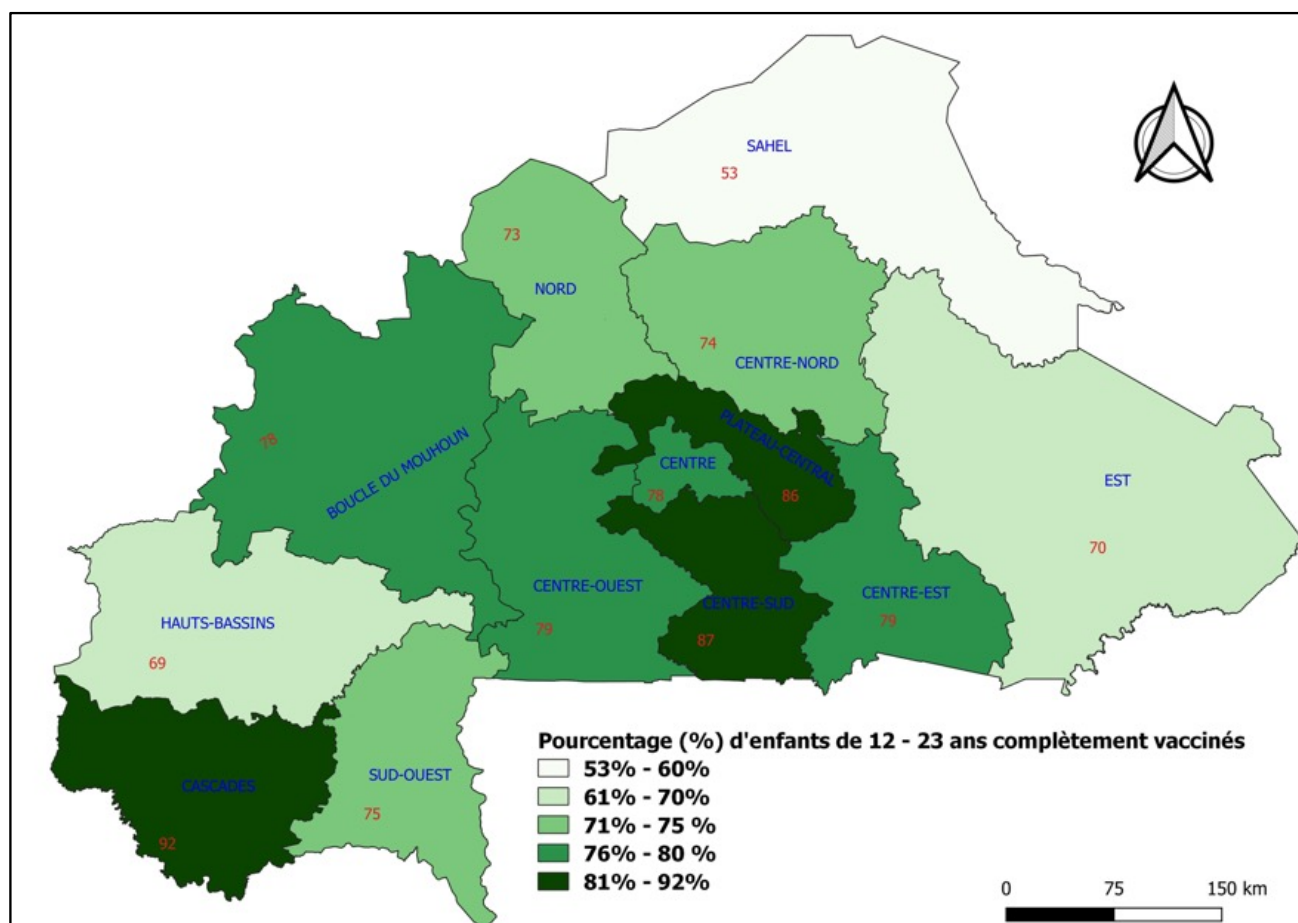 SAHEL
53
73
NORD
74
CENTRE-NORD
78
BOUCLE DU MOUHOUN
PLATEAU-CENTRAL
86
CENTRE
78
EST
70
CENTRE-OUEST
79
CENTRE-SUD
87
CENTRE-EST
79
HAUTS-BASSINS
69
CASCADES
92
SUD-OUEST
75
Pourcentage (%) d'enfants de 12 - 23 ans complètement vaccinés
53% - 60%
61% - 70%
71% - 75 %
76% - 80 %
81% - 92%
0 75 150 km